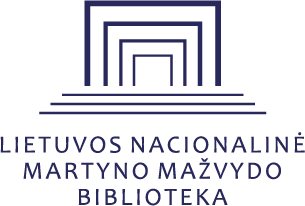 LIETUVOS NACIONALINĖ
MARTYNO MAŽVYDO
BIBLIOTEKA